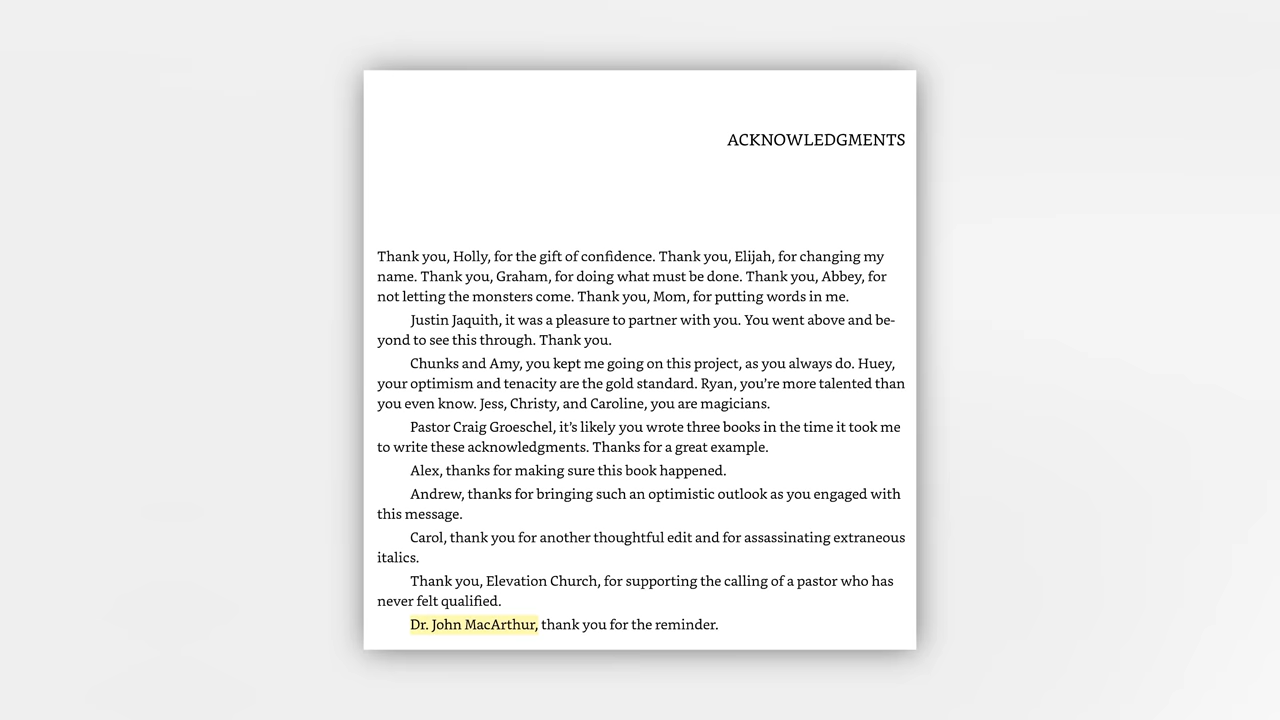 ACKNOWLEDGMENTS
Thank you, Holly, for the gift of confidence. Thank you, Elijah, for changing my
name. Thank you, Graham, for doing what must be done. Thank you, Abbey, for
not letting the monsters come. Thank you, Mom, for putting words in me.
Justin Jaquith, it was a pleasure to partner with you. You went above and be-
yond to see this through. Thank you.
Chunks and Amy, you kept me going on this project, as you always do. Huey,
your optimism and tenacity are the gold standard. Ryan, you’re more talented than
you even know. Jess, Christy, and Caroline, you are magicians.
Pastor Craig Groeschel, it’s likely you wrote three books in the time it took me
to write these acknowledgments. Thanks for a great example.
Alex, thanks for making sure this book happened.
Andrew, thanks for bringing such an optimistic outlook as you engaged with
this message.
Carol, thank you for another thoughtful edit and for assassinating extraneous
italics.
Thank you, Elevation Church, for supporting the calling of a pastor who has
never felt qualified.
Dr. John MacArthur, thank you for the reminder.